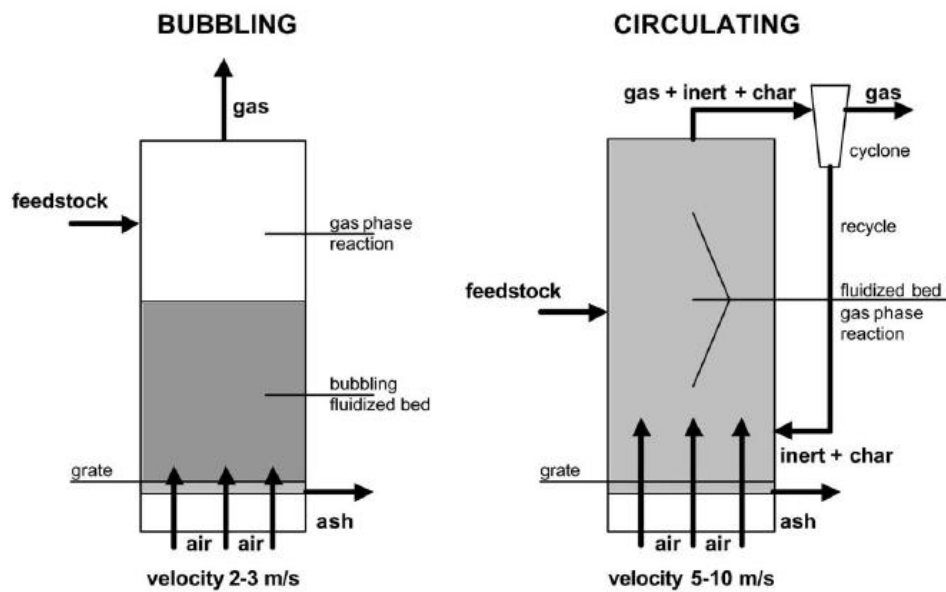 BUBBLING
gas
feedstock
gas phase
reaction
bubbling
fluidized bed
grate
ash
air air
velocity 2-3 m/s
CIRCULATING
gas + inert + char
gas
cyclone
recycle
feedstock
fluidized bed
gas phase
reaction
inert + char
grate
ash
air air
velocity 5-10 m/s